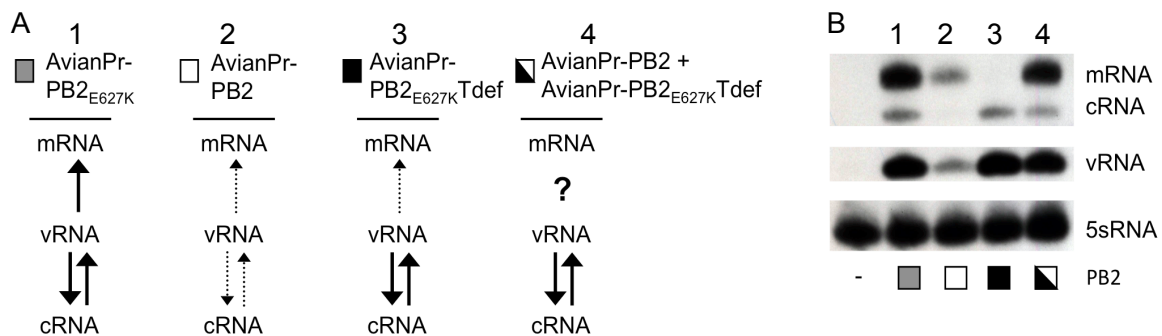 A
1 2 3 4
AvianPr-PB2E627K
AvianPr-PB2
AvianPr-PB2E627KTdef
AvianPr-PB2 + AvianPr-PB2E627KTdef
mRNA mRNA mRNA mRNA
?
vRNA vRNA vRNA vRNA
cRNA cRNA cRNA cRNA
B
1 2 3 4
mRNA
cRNA
vRNA
5sRNA
- PB2